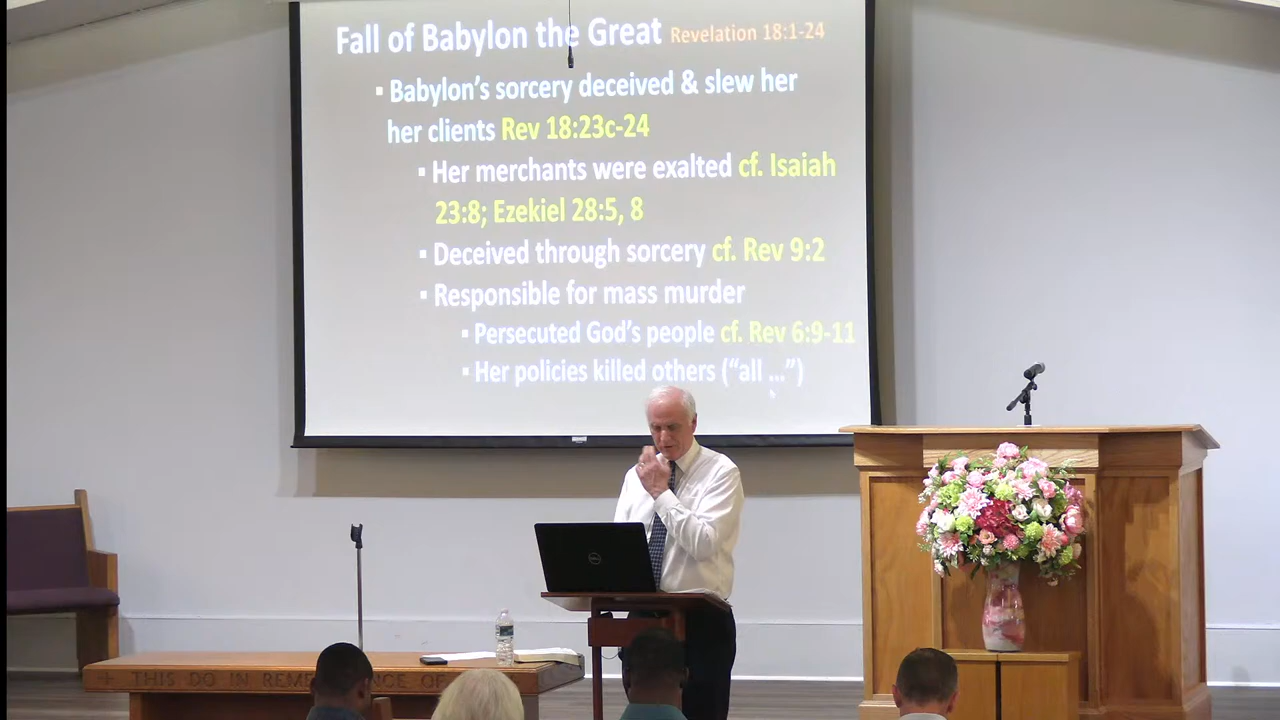 Fall of Babylon the Great Revelation 18:1-24
▪ Babylon's sorcery deceived & slew her
her clients Rev 18:23c-24
▪ Her merchants were exalted cf. Isaiah
23:8; Ezekiel 28:5, 8
▪ Deceived through sorcery cf. Rev 9:2
▪ Responsible for mass murder
▪ Persecuted God's people cf. Rev 6:9-11
▪ Her policies killed others ("all ...")
DELL
THIS DO IN REMEMBRANCE OF